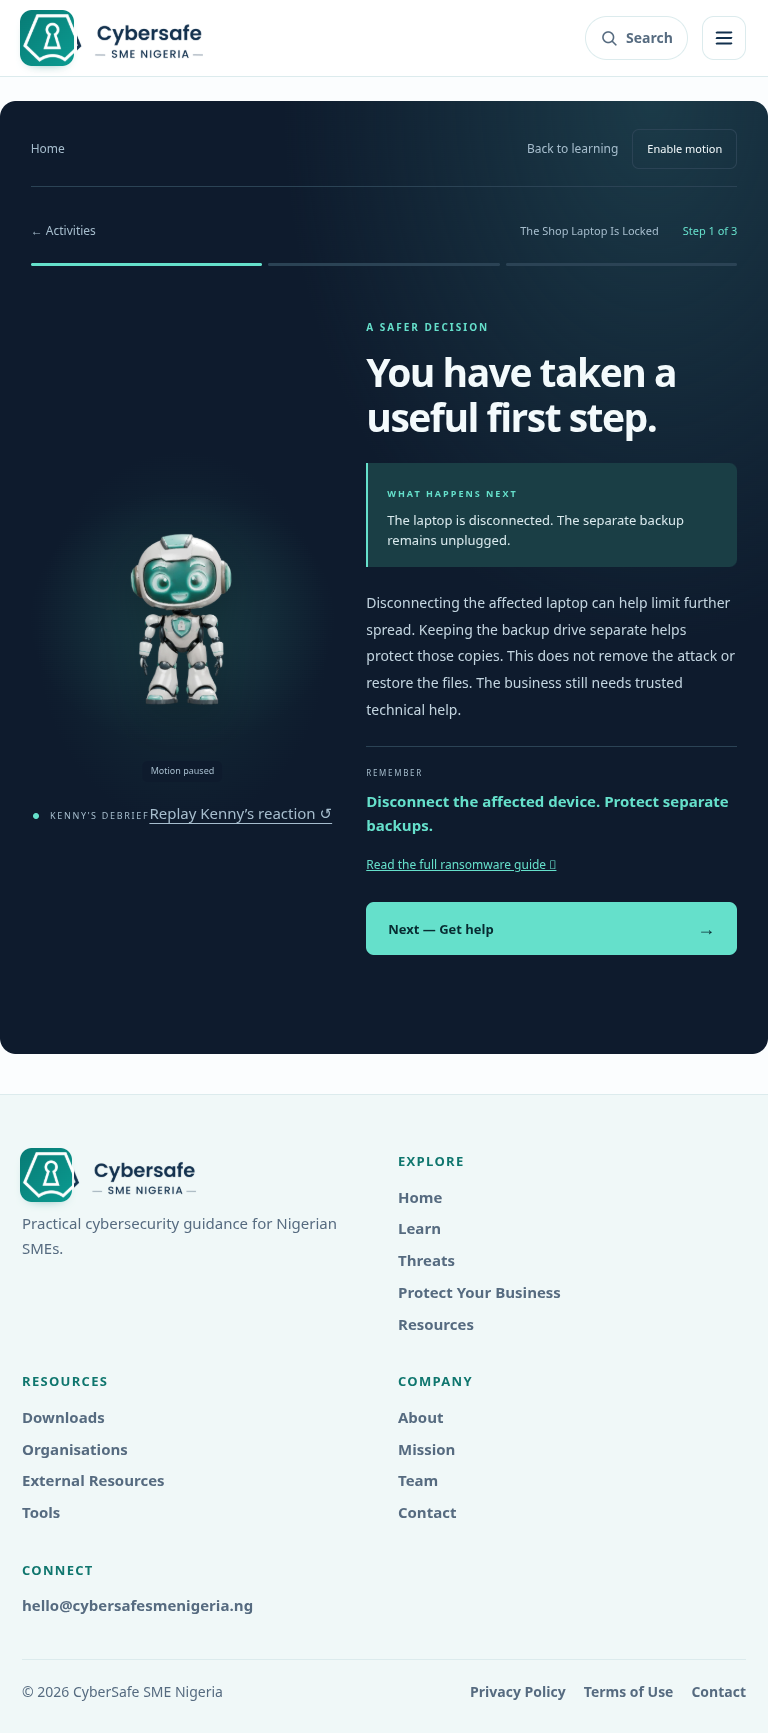 Cybersafe
SME NIGERIA
Search
Home
Back to learning
Enable motion
← Activities
The Shop Laptop Is Locked
Step 1 of 3
A SAFER DECISION
You have taken a
useful first step.
WHAT HAPPENS NEXT
The laptop is disconnected. The separate backup
remains unplugged.
Disconnecting the affected laptop can help limit further
spread. Keeping the backup drive separate helps
protect those copies. This does not remove the attack or
restore the files. The business still needs trusted
technical help.
Motion paused
KENNY'S DEBRIEF
Replay Kenny’s reaction ↺
REMEMBER
Disconnect the affected device. Protect separate
backups.
Read the full ransomware guide
Next — Get help →
Cybersafe
SME NIGERIA
Practical cybersecurity guidance for Nigerian
SMEs.
EXPLORE
Home
Learn
Threats
Protect Your Business
Resources
RESOURCES
Downloads
Organisations
External Resources
Tools
COMPANY
About
Mission
Team
Contact
CONNECT
hello@cybersafesmenigeria.ng
© 2026 CyberSafe SME Nigeria
Privacy Policy
Terms of Use
Contact